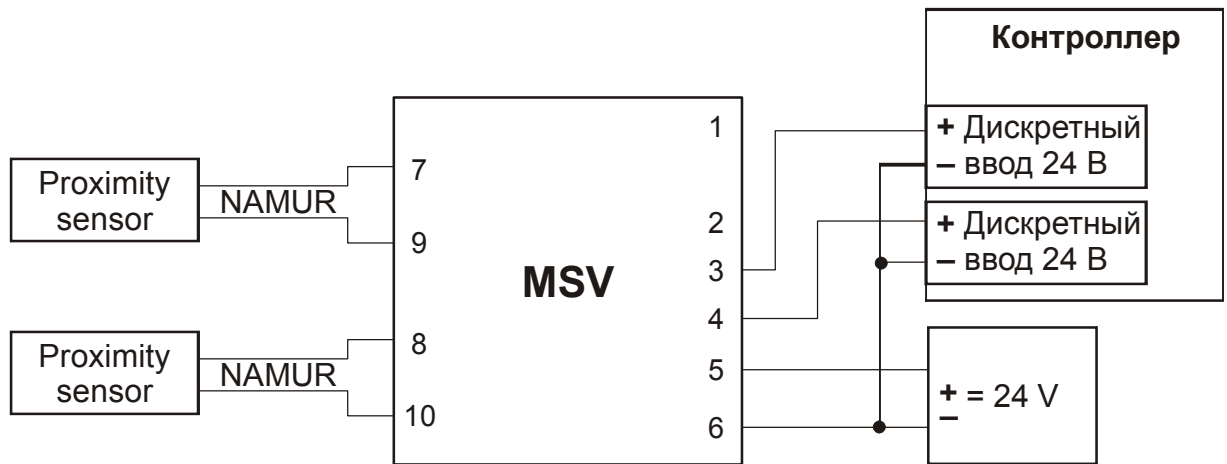 Контроллер
1
+ Дискретный
– ввод 24 В
Proximity
sensor
NAMUR
7
9
2
+ Дискретный
– ввод 24 В
MSV
3
4
Proximity
sensor
NAMUR
8
10
5
6
+ = 24 V
–